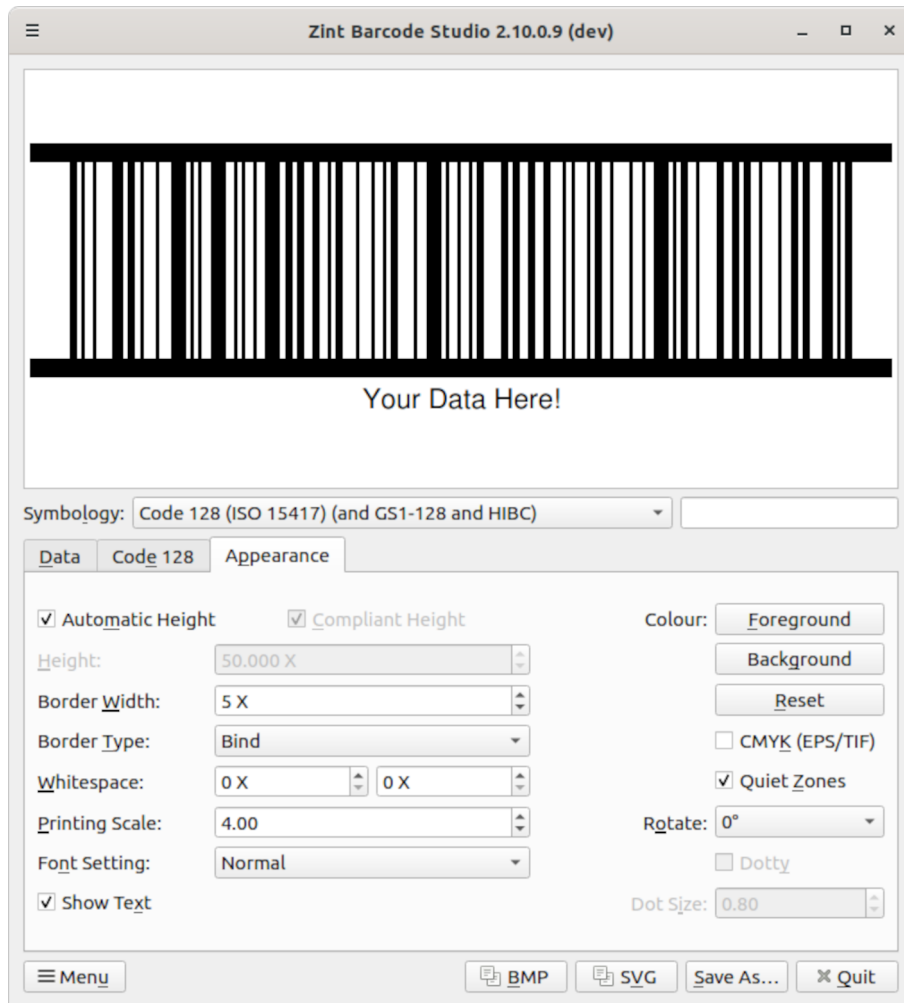 Zint Barcode Studio 2.10.0.9 (dev)
Your Data Here!
Symbology: Code 128 (ISO 15417) (and GS1-128 and HIBC)
Data Code 128 Appearance
Automatic Height Compliant Height Colour: Foreground
Height: 50.000 X Background
Border Width: 5 X Reset
Border Type: Bind CMYK (EPS/TIF)
Whitespace: 0 X 0 X Quiet Zones
Printing Scale: 4.00 Rotate: 0°
Font Setting: Normal Dotty
Show Text Dot Size: 0.80
Menu BMP SVG Save As... Quit